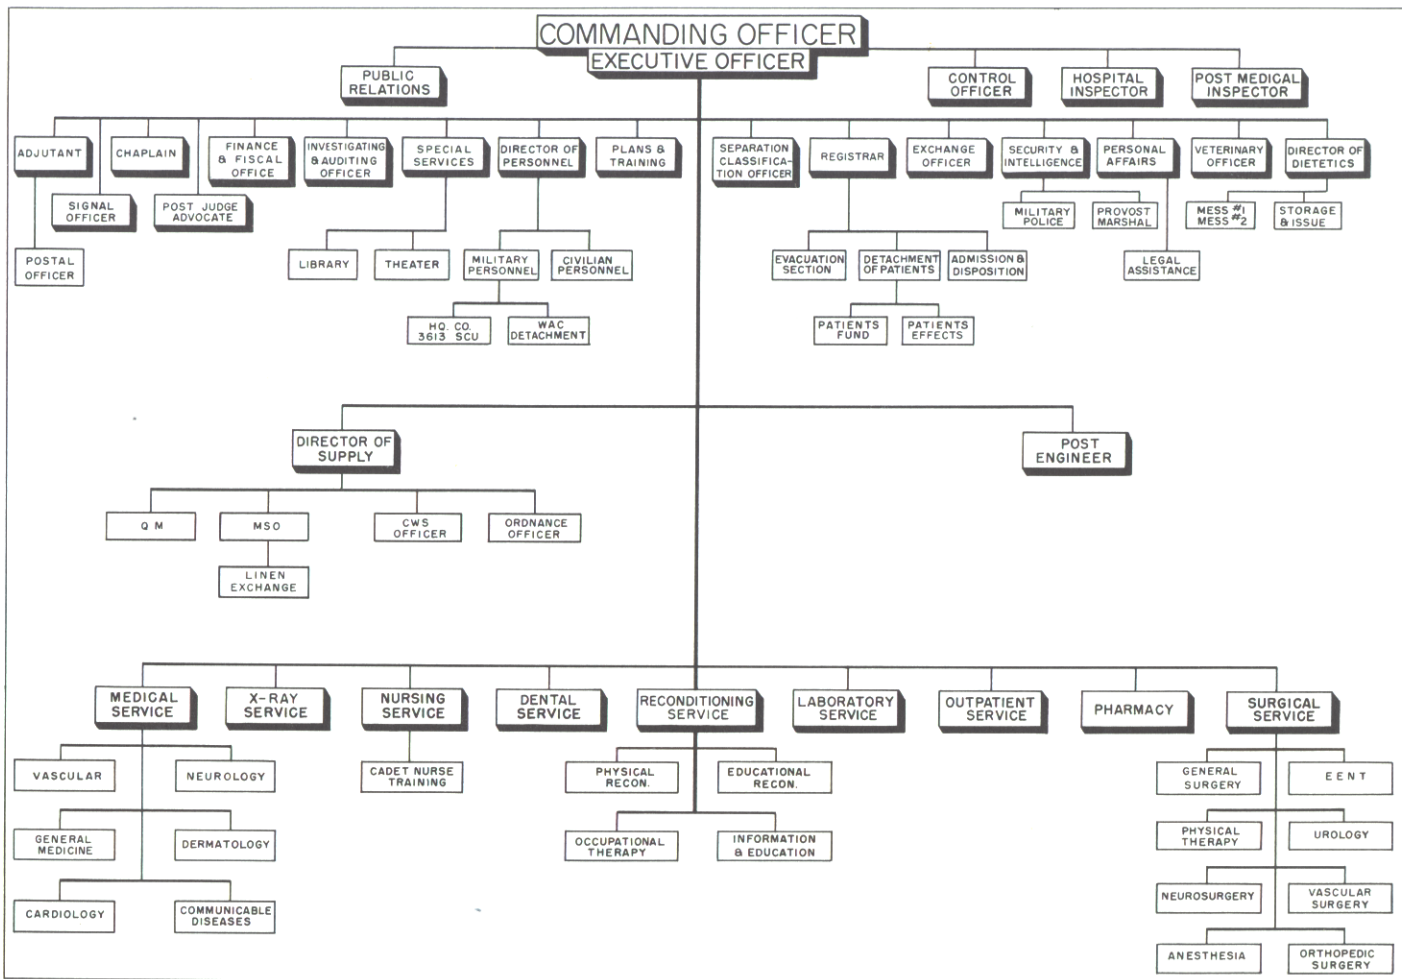 COMMANDING OFFICER
EXECUTIVE OFFICER
PUBLIC
RELATIONS
CONTROL
OFFICER
HOSPITAL
INSPECTOR
POST MEDICAL
INSPECTOR
ADJUTANT
CHAPLAIN
FINANCE
& FISCAL
OFFICE
INVESTIGATING
& AUDITING
OFFICER
SPECIAL
SERVICES
DIRECTOR OF
PERSONNEL
PLANS &
TRAINING
SEPARATION
CLASSIFICA-
TION OFFICER
REGISTRAR
EXCHANGE
OFFICER
SECURITY &
INTELLIGENCE
PERSONAL
AFFAIRS
VETERINARY
OFFICER
DIRECTOR OF
DIETETICS
SIGNAL
OFFICER
POST JUDGE
ADVOCATE
MILITARY
POLICE
PROVOST
MARSHAL
MESS #1
MESS #2
STORAGE
& ISSUE
POSTAL
OFFICER
LIBRARY
THEATER
MILITARY
PERSONNEL
CIVILIAN
PERSONNEL
EVACUATION
SECTION
DETACHMENT
OF PATIENTS
ADMISSION &
DISPOSITION
LEGAL
ASSISTANCE
HQ. CO.
3613 SCU
WAC
DETACHMENT
PATIENTS
FUND
PATIENTS
EFFECTS
DIRECTOR OF
SUPPLY
POST
ENGINEER
Q M
MSO
CWS
OFFICER
ORDNANCE
OFFICER
LINEN
EXCHANGE
MEDICAL
SERVICE
X-RAY
SERVICE
NURSING
SERVICE
DENTAL
SERVICE
RECONDITIONING
SERVICE
LABORATORY
SERVICE
OUTPATIENT
SERVICE
PHARMACY
SURGICAL
SERVICE
VASCULAR
NEUROLOGY
CADET NURSE
TRAINING
PHYSICAL
RECON.
EDUCATIONAL
RECON.
GENERAL
SURGERY
E E N T
GENERAL
MEDICINE
DERMATOLOGY
OCCUPATIONAL
THERAPY
INFORMATION
& EDUCATION
PHYSICAL
THERAPY
UROLOGY
CARDIOLOGY
COMMUNICABLE
DISEASES
NEUROSURGERY
VASCULAR
SURGERY
ANESTHESIA
ORTHOPEDIC
SURGERY